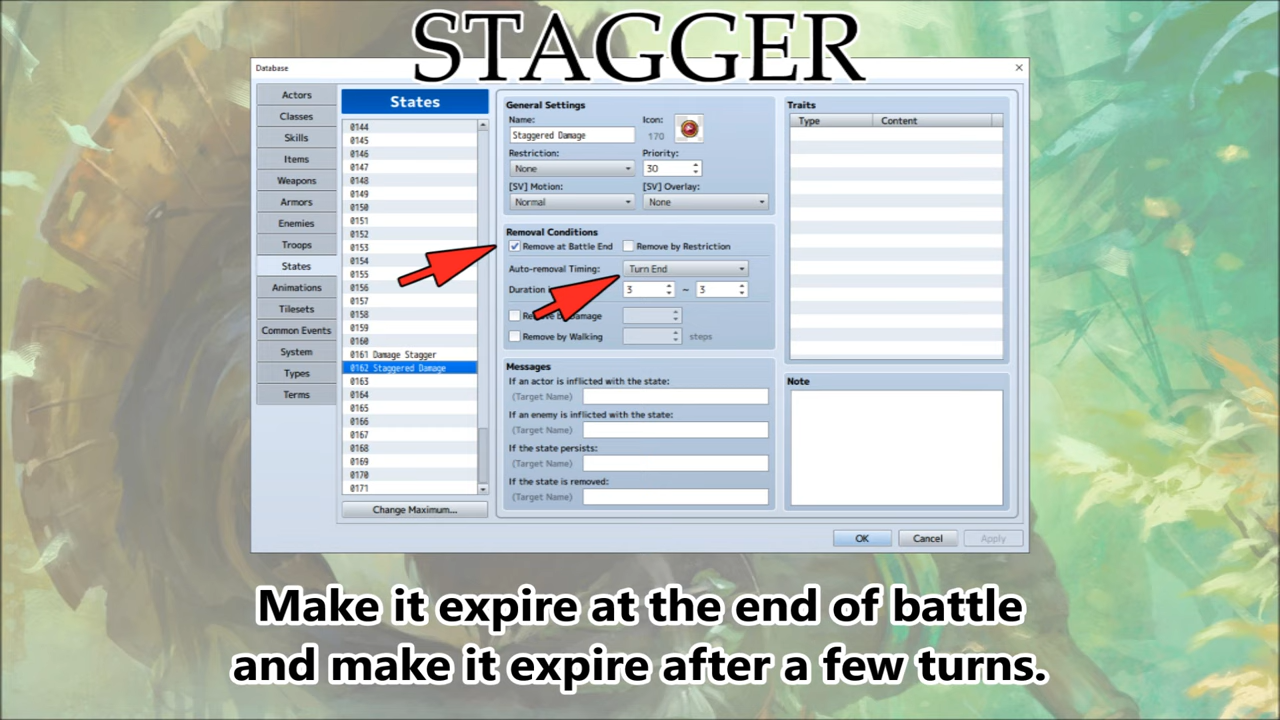 STAGGER
Database
Actors
Classes
Skills
Items
Weapons
Armors
Enemies
Troops
States
Animations
Tilesets
Common Events
System
Types
Terms
States
0144
0145
0146
0147
0148
0149
0150
0151
0152
0153
0154
0155
0156
0157
0158
0159
0160
0161 Damage Stagger
0162 Staggered Damage
0163
0164
0165
0166
0167
0168
0169
0170
0171
Change Maximum...
General Settings
Name: Icon:
Staggered Damage 170
Restriction: Priority:
None 30
[SV] Motion: [SV] Overlay:
Normal None
Removal Conditions
Remove at Battle End Remove by Restriction
Auto-removal Timing: Turn End
Duration 3 ~ 3
Damage
Remove by Walking steps
Messages
If an actor is inflicted with the state:
(Target Name)
If an enemy is inflicted with the state:
(Target Name)
If the state persists:
(Target Name)
If the state is removed:
(Target Name)
Traits
Type Content
Note
OK Cancel Apply
Make it expire at the end of battle
and make it expire after a few turns.